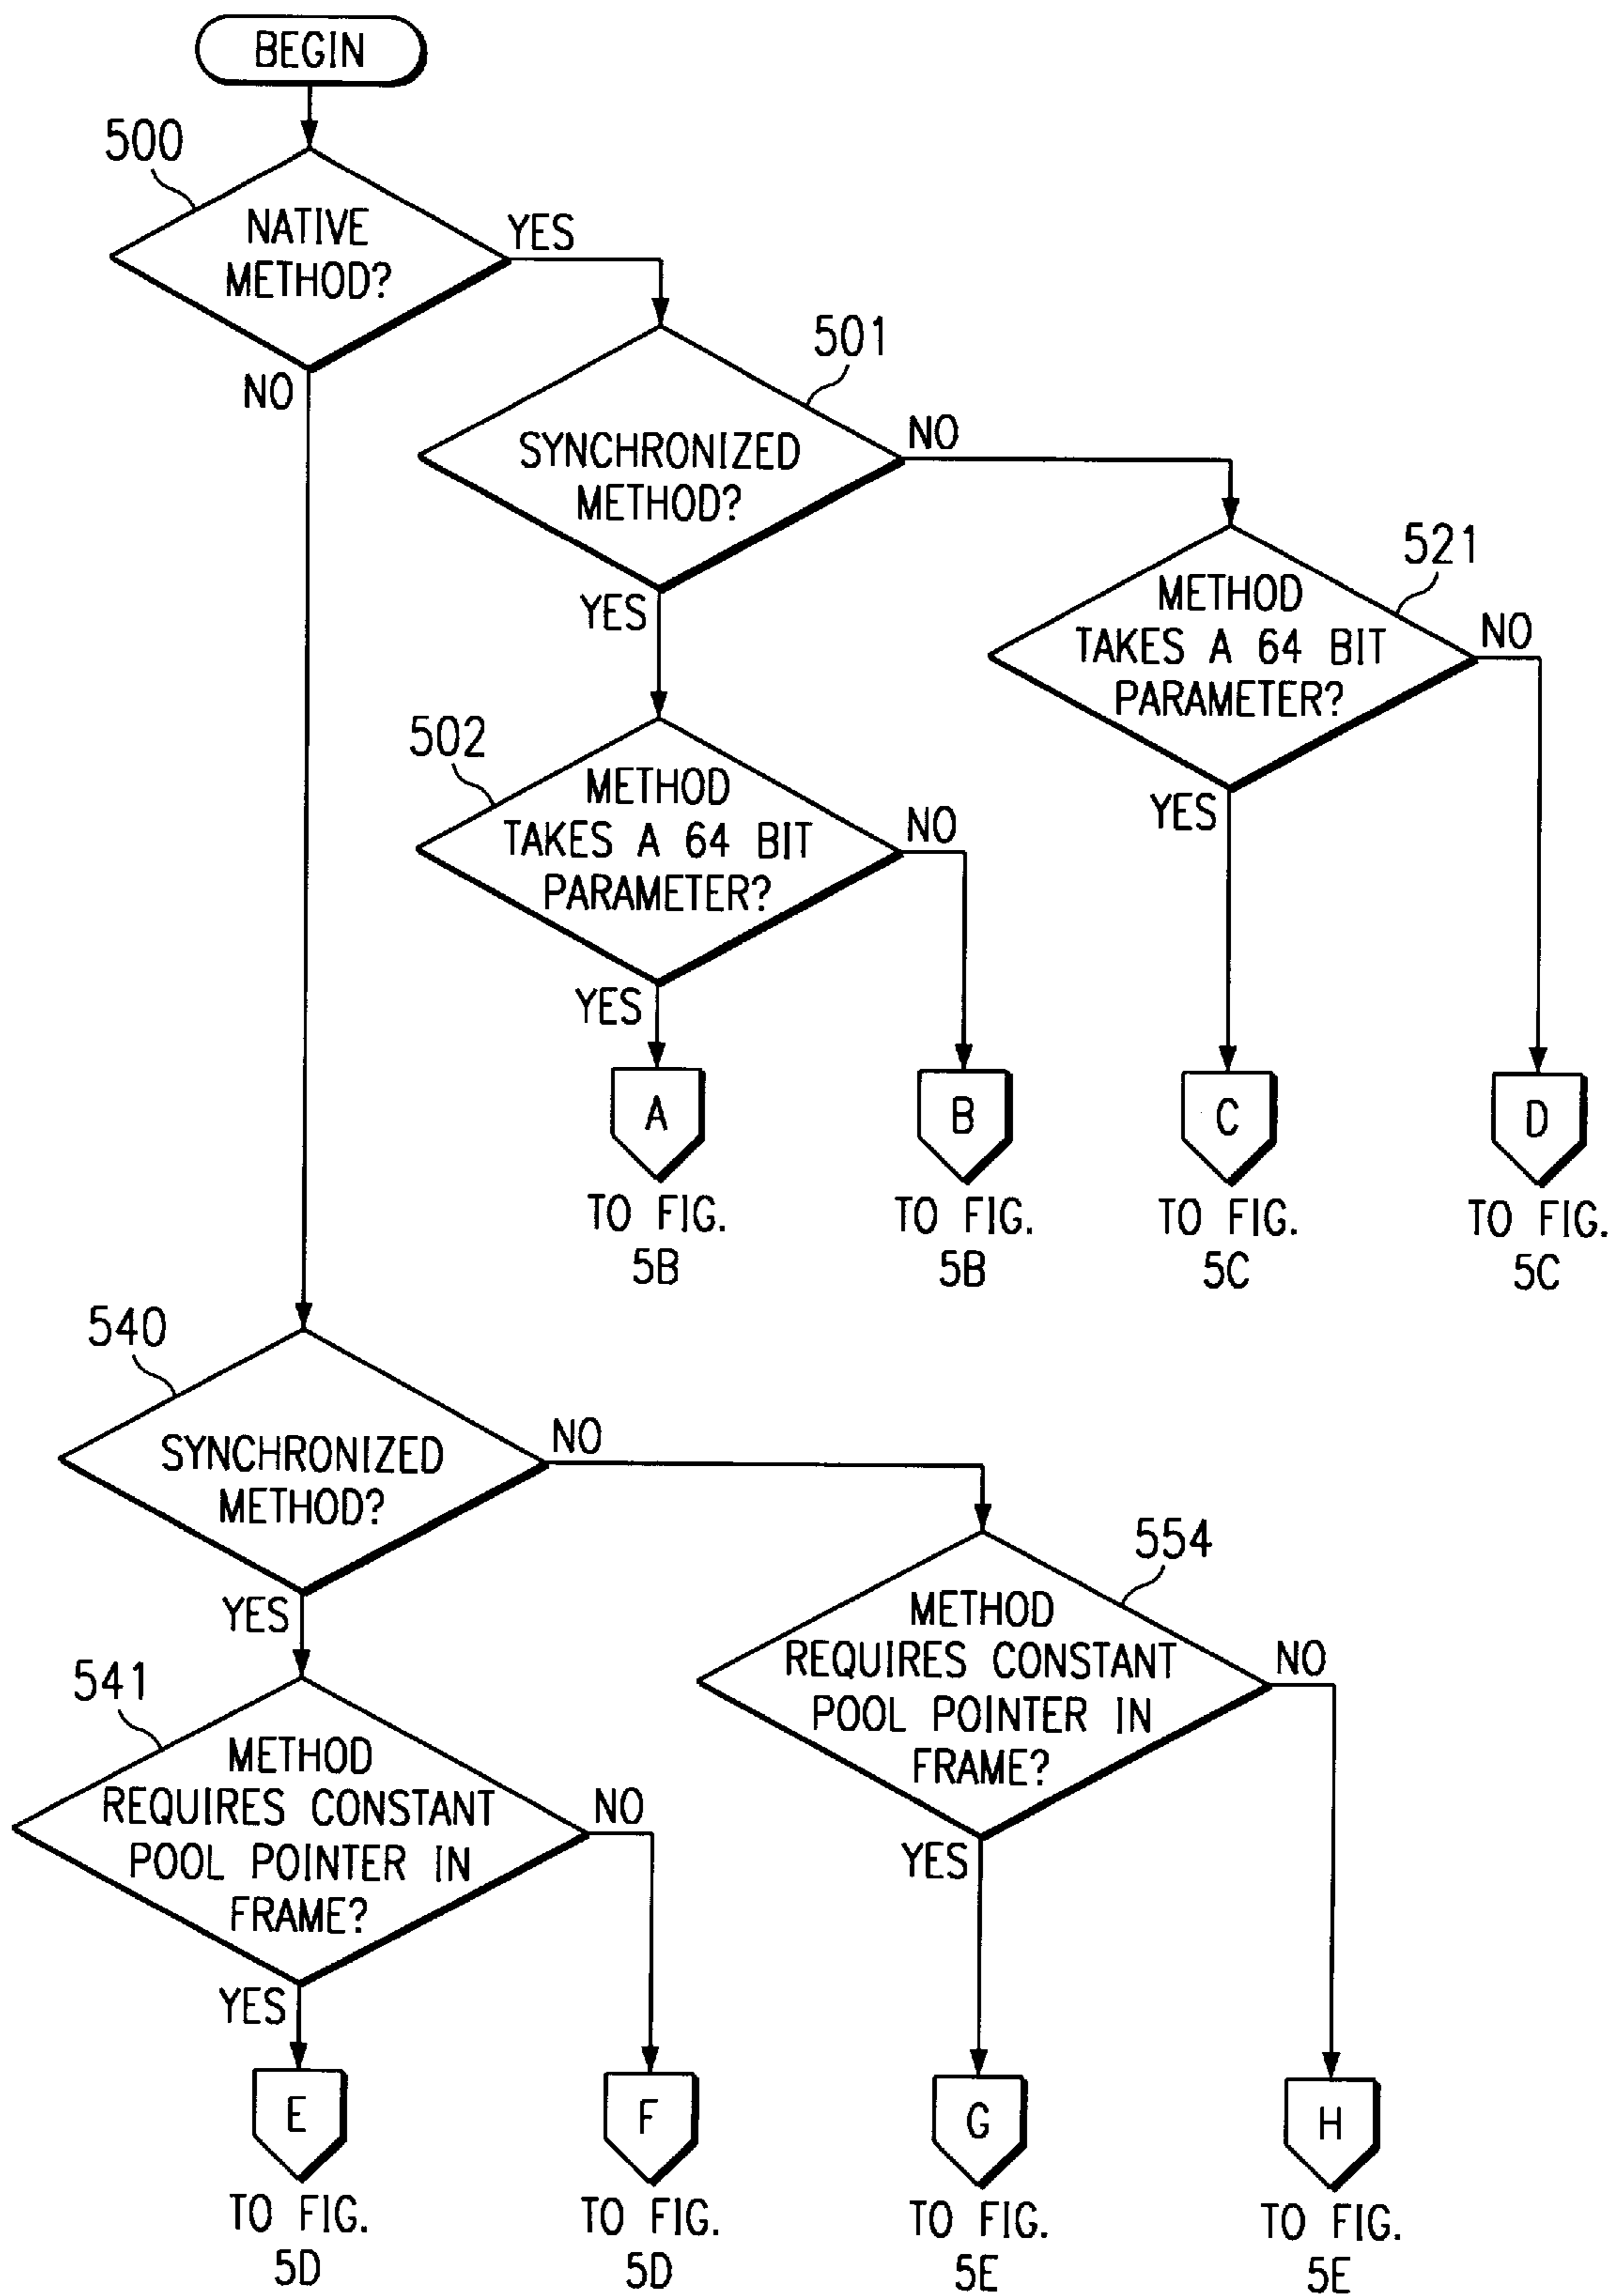 BEGIN
500
NATIVE
METHOD?
YES
NO
501
SYNCHRONIZED
METHOD?
NO
YES
521
METHOD
TAKES A 64 BIT
PARAMETER?
NO
YES
502
METHOD
TAKES A 64 BIT
PARAMETER?
NO
YES
A
TO FIG.
5B
B
TO FIG.
5B
C
TO FIG.
5C
D
TO FIG.
5C
540
SYNCHRONIZED
METHOD?
NO
YES
554
METHOD
REQUIRES CONSTANT
POOL POINTER IN
FRAME?
NO
YES
541
METHOD
REQUIRES CONSTANT
POOL POINTER IN
FRAME?
NO
YES
E
TO FIG.
5D
F
TO FIG.
5D
G
TO FIG.
5E
H
TO FIG.
5E